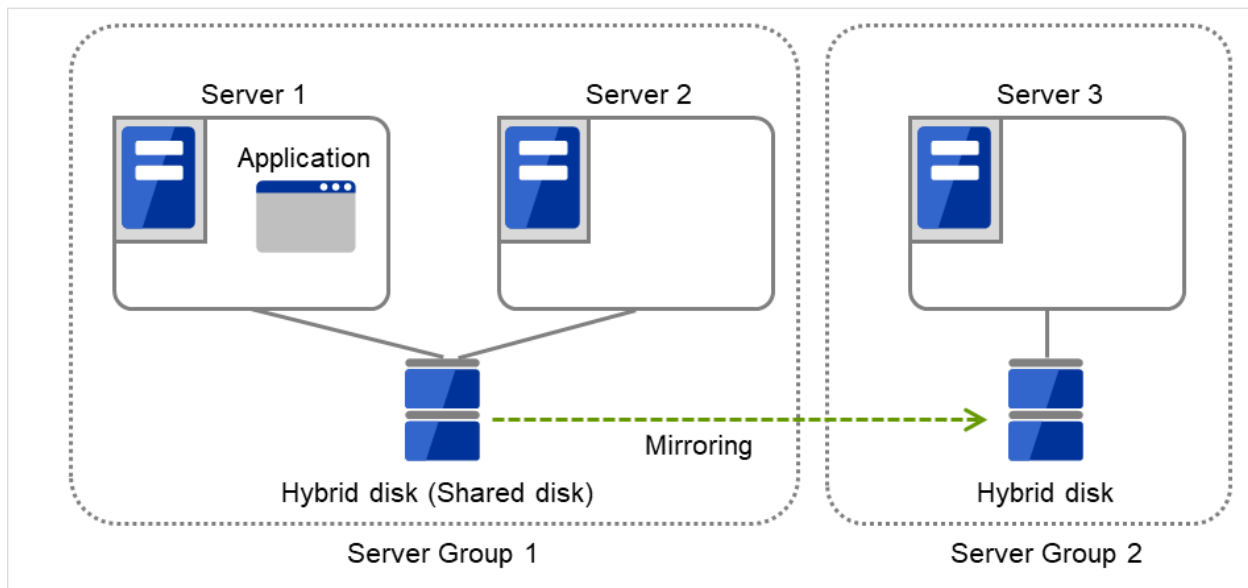 Server 1
Server 2
Server 3
Application
Mirroring
Hybrid disk (Shared disk)
Hybrid disk
Server Group 1
Server Group 2